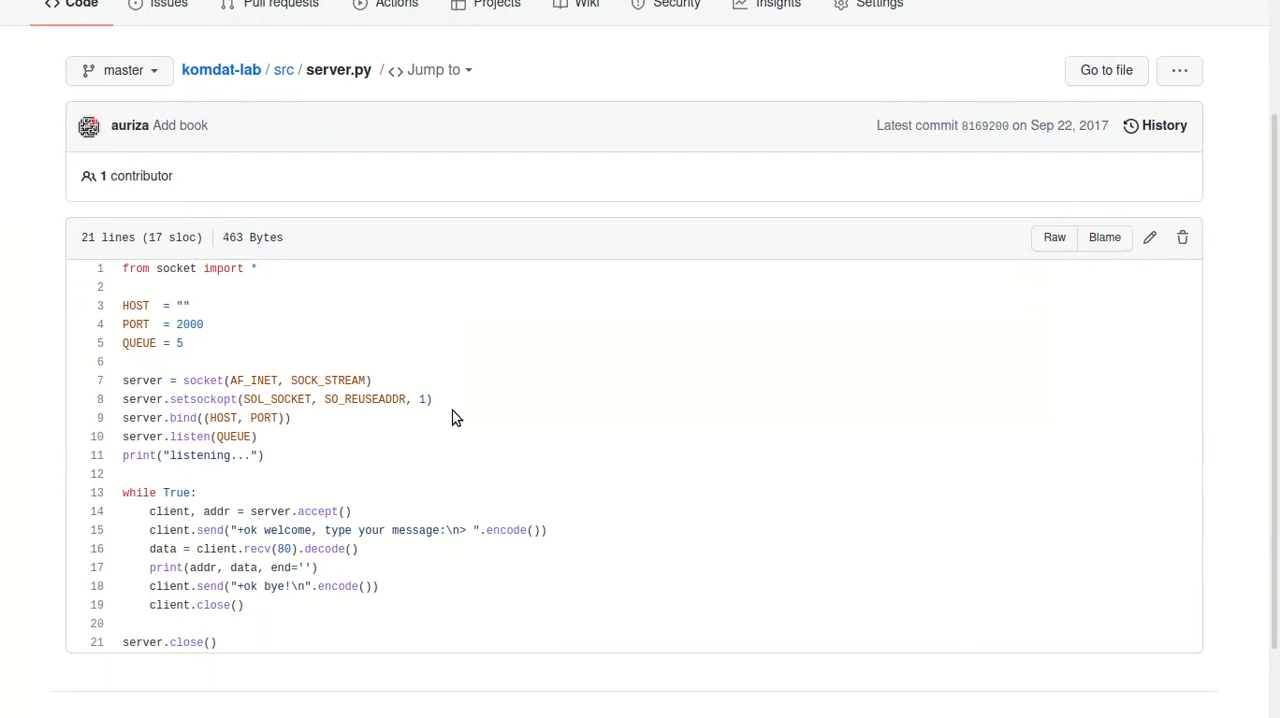 Code Issues Pull requests Actions Projects Wiki Security Insights Settings
master komdat-lab / src / server.py / <> Jump to Go to file ...
auriza Add book Latest commit 8169200 on Sep 22, 2017 History
1 contributor
21 lines (17 sloc) 463 Bytes Raw Blame
1 from socket import *
2
3 HOST  = ""
4 PORT  = 2000
5 QUEUE = 5
6
7 server = socket(AF_INET, SOCK_STREAM)
8 server.setsockopt(SOL_SOCKET, SO_REUSEADDR, 1)
9 server.bind((HOST, PORT))
10 server.listen(QUEUE)
11 print("listening...")
12
13 while True:
14     client, addr = server.accept()
15     client.send("+ok welcome, type your message:\n> ".encode())
16     data = client.recv(80).decode()
17     print(addr, data, end='')
18     client.send("+ok bye!\n".encode())
19     client.close()
20
21 server.close()